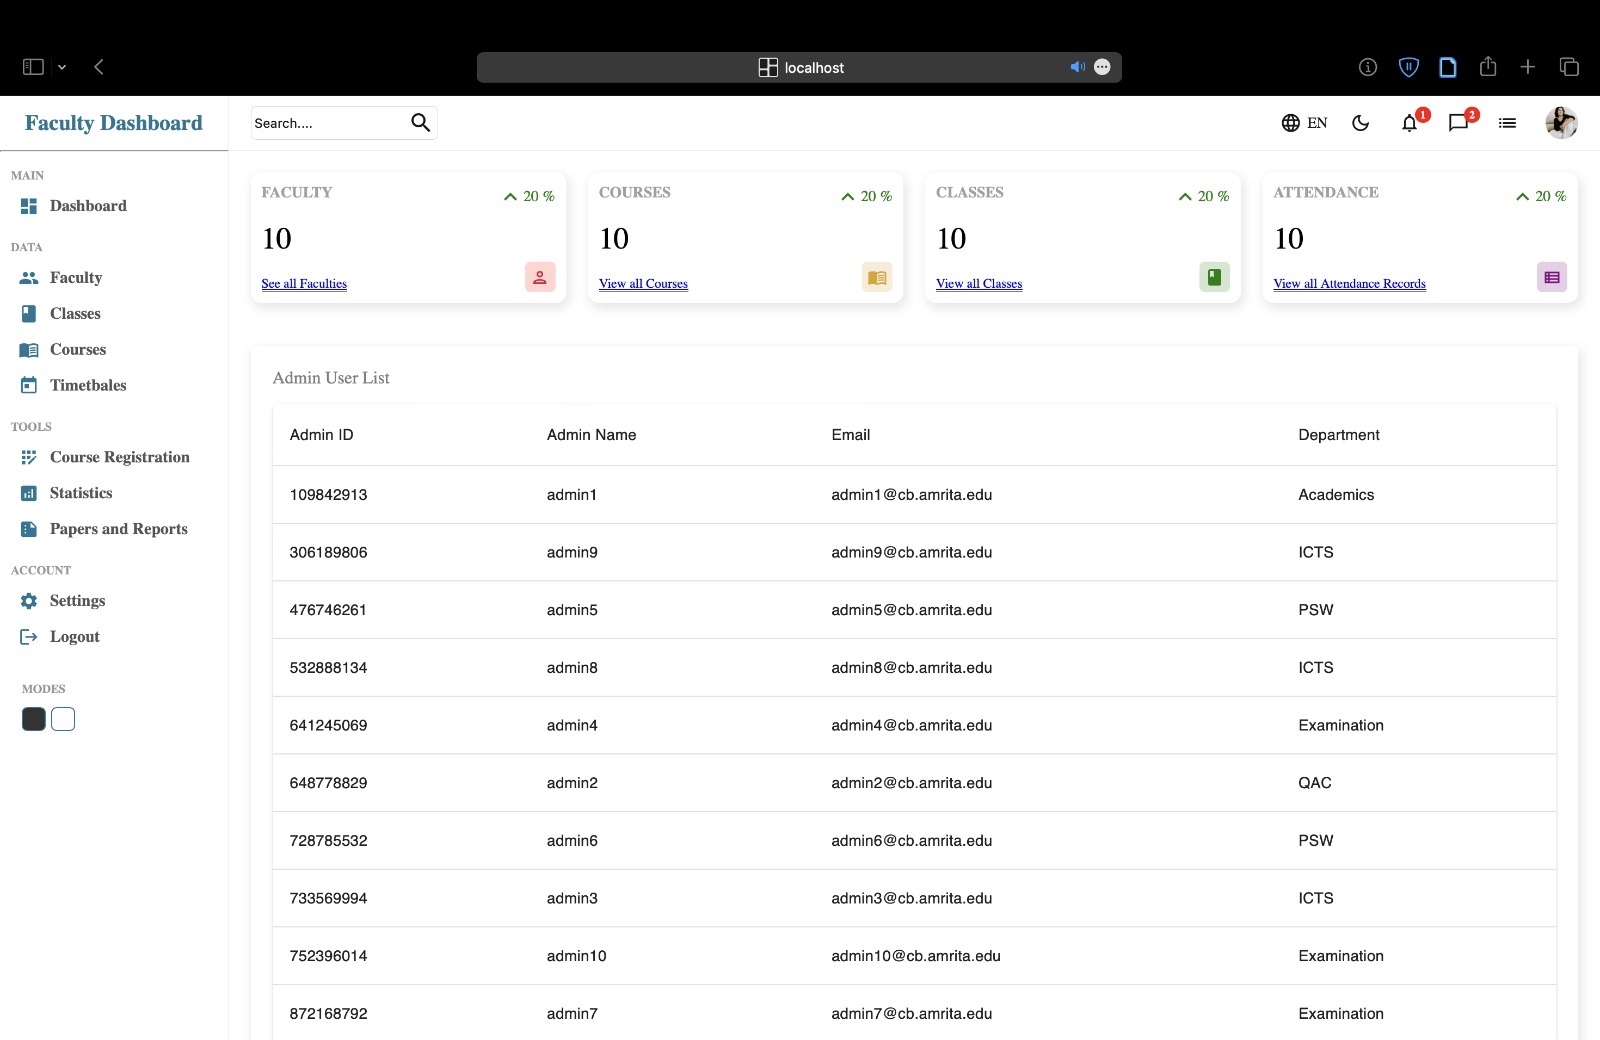 localhost
Faculty Dashboard
Search....
EN
1
2
MAIN
Dashboard
DATA
Faculty
Classes
Courses
Timetbales
TOOLS
Course Registration
Statistics
Papers and Reports
ACCOUNT
Settings
Logout
MODES
FACULTY
20 %
10
See all Faculties
COURSES
20 %
10
View all Courses
CLASSES
20 %
10
View all Classes
ATTENDANCE
20 %
10
View all Attendance Records
Admin User List
Admin ID Admin Name Email Department
109842913 admin1 admin1@cb.amrita.edu Academics
306189806 admin9 admin9@cb.amrita.edu ICTS
476746261 admin5 admin5@cb.amrita.edu PSW
532888134 admin8 admin8@cb.amrita.edu ICTS
641245069 admin4 admin4@cb.amrita.edu Examination
648778829 admin2 admin2@cb.amrita.edu QAC
728785532 admin6 admin6@cb.amrita.edu PSW
733569994 admin3 admin3@cb.amrita.edu ICTS
752396014 admin10 admin10@cb.amrita.edu Examination
872168792 admin7 admin7@cb.amrita.edu Examination